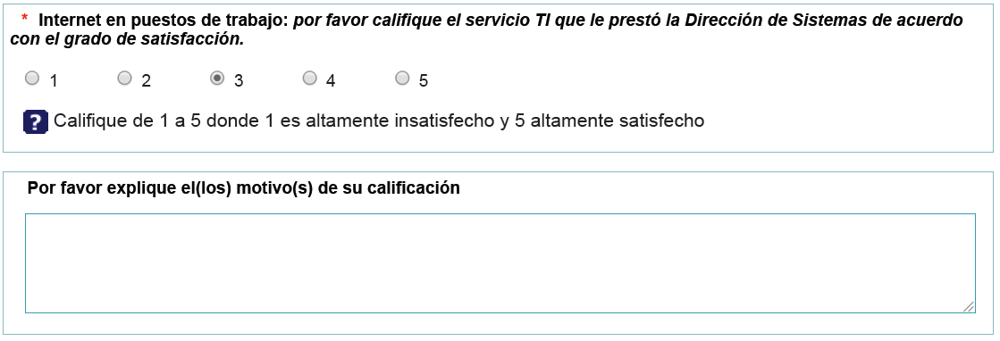 * Internet en puestos de trabajo: por favor califique el servicio TI que le prestó la Dirección de Sistemas de acuerdo
con el grado de satisfacción.
1 2 3 4 5
? Califique de 1 a 5 donde 1 es altamente insatisfecho y 5 altamente satisfecho
Por favor explique el(los) motivo(s) de su calificación